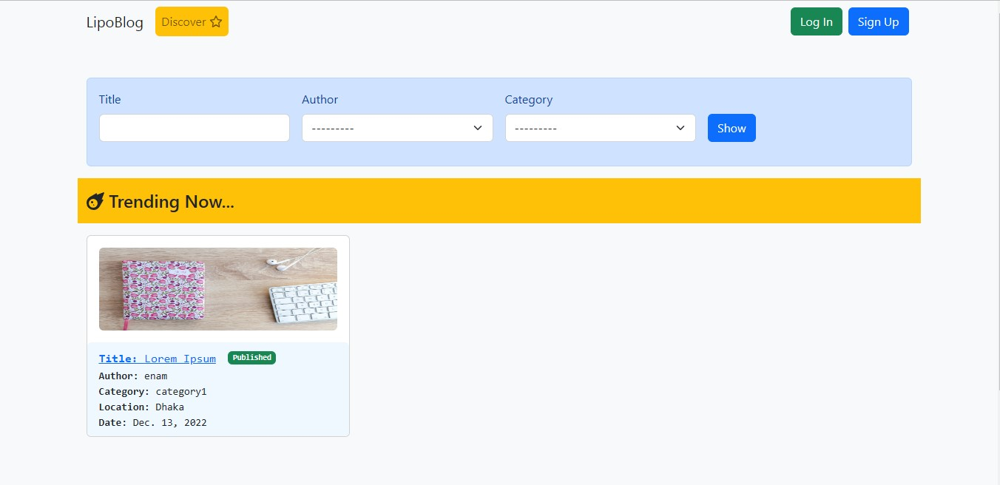 LipoBlog Discover Log In Sign Up
Title Author Category
--------- --------- Show
Trending Now...
Title: Lorem Ipsum Published
Author: enam
Category: category1
Location: Dhaka
Date: Dec. 13, 2022